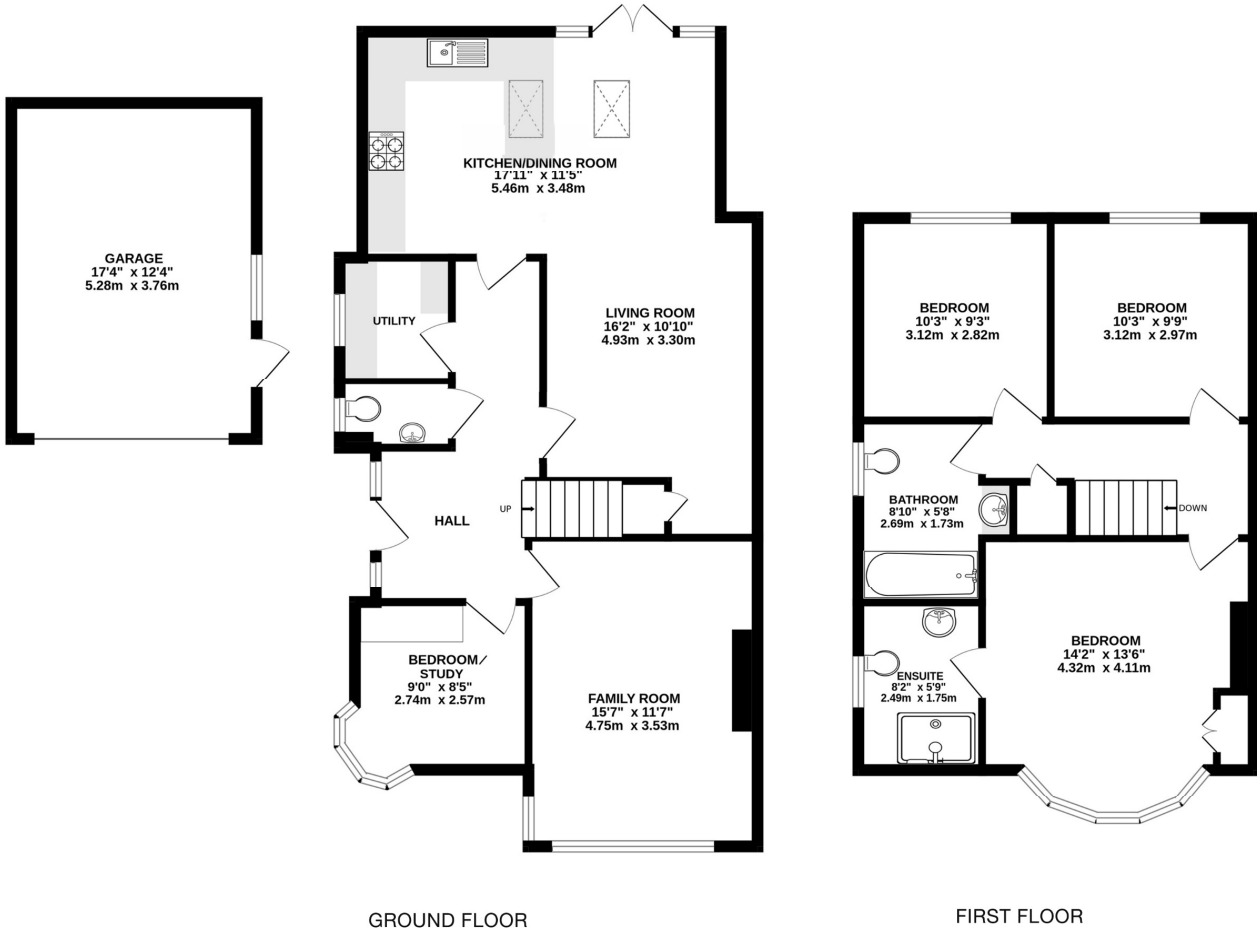 KITCHEN/DINING ROOM
17'11" x 11'5"
5.46m x 3.48m
GARAGE
17'4" x 12'4"
5.28m x 3.76m
UTILITY
LIVING ROOM
16'2" x 10'10"
4.93m x 3.30m
UP
HALL
BEDROOM/
STUDY
9'0" x 8'5"
2.74m x 2.57m
FAMILY ROOM
15'7" x 11'7"
4.75m x 3.53m
GROUND FLOOR
BEDROOM
10'3" x 9'3"
3.12m x 2.82m
BEDROOM
10'3" x 9'9"
3.12m x 2.97m
BATHROOM
8'10" x 5'8"
2.69m x 1.73m
DOWN
BEDROOM
14'2" x 13'6"
4.32m x 4.11m
ENSUITE
8'2" x 5'9"
2.49m x 1.75m
FIRST FLOOR